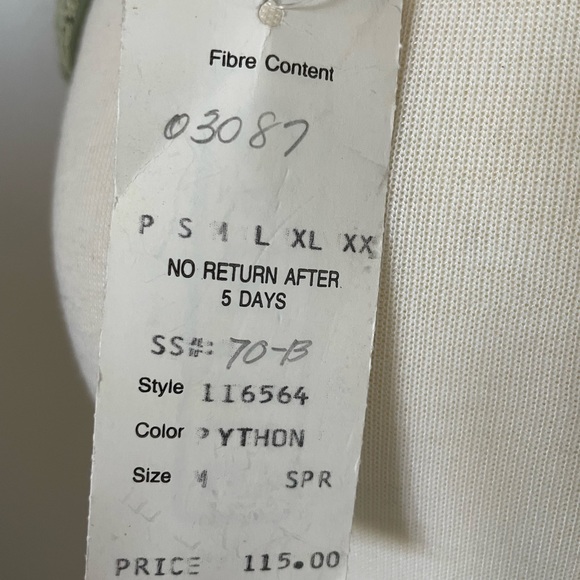 Fibre Content
03087
P S M L XL XX
NO RETURN AFTER
5 DAYS
SS#: 70-B
Style 116564
Color PYTHON
Size M SPR
PRICE 115.00